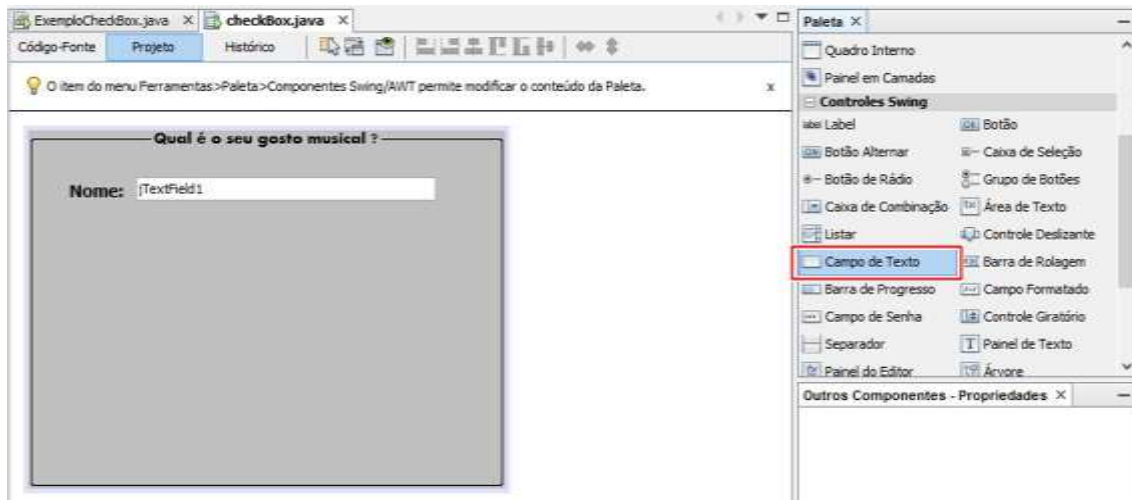 ExemploCheckBox.java X checkBox.java X
Código-Fonte Projeto Histórico
O item do menu Ferramentas>Paleta>Componentes Swing/AWT permite modificar o conteúdo da Paleta. x
Qual é o seu gosto musical ?
Nome: jTextField1
Paleta X
Quadro Interno
Painel em Camadas
Controles Swing
label Label Botão
Botão Alternar Caixa de Seleção
Botão de Rádio Grupo de Botões
Caixa de Combinação Área de Texto
Listar Controle Deslizante
Campo de Texto Barra de Rolagem
Barra de Progresso Campo Formatado
Campo de Senha Controle Giratório
Separador T Painel de Texto
Painel do Editor Árvore
Outros Componentes - Propriedades X